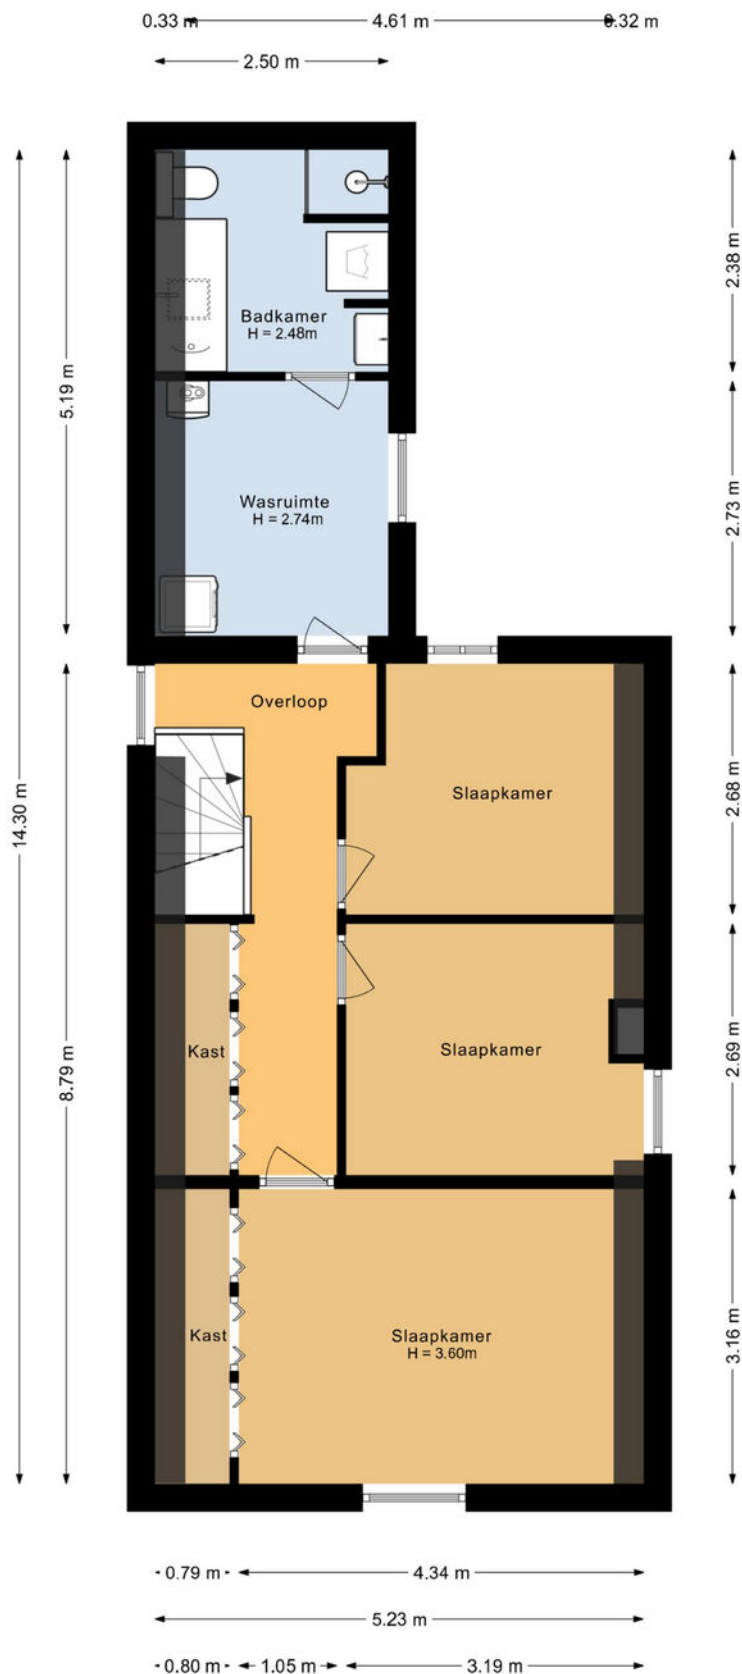 0.33 m 4.61 m 0.32 m
2.50 m
2.38 m
Badkamer
H = 2.48m
5.19 m
Wasruimte
H = 2.74m
2.73 m
Overloop
14.30 m
Slaapkamer
2.68 m
8.79 m
Kast
Slaapkamer
2.69 m
Kast
Slaapkamer
H = 3.60m
3.16 m
0.79 m 4.34 m
5.23 m
0.80 m 1.05 m 3.19 m